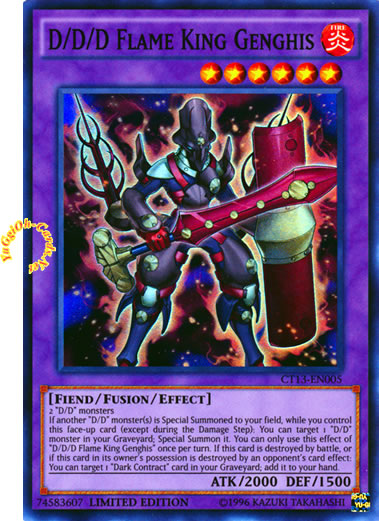 D/D/D FLAME KING GENGHIS
FIRE
炎
YuGgiOh-Cards.Net
CT13-EN005
[FIEND/FUSION/EFFECT]
2 "D/D" monsters
If another "D/D" monster(s) is Special Summoned to your field, while you control
this face-up card (except during the Damage Step): You can target 1 "D/D"
monster in your Graveyard; Special Summon it. You can only use this effect of
"D/D/D Flame King Genghis" once per turn. If this card is destroyed by battle, or
if this card in its owner's possession is destroyed by an opponent's card effect:
You can target 1 "Dark Contract" card in your Graveyard; add it to your hand.
ATK/2000 DEF/1500
74583607 LIMITED EDITION ©1996 KAZUKI TAKAHASHI